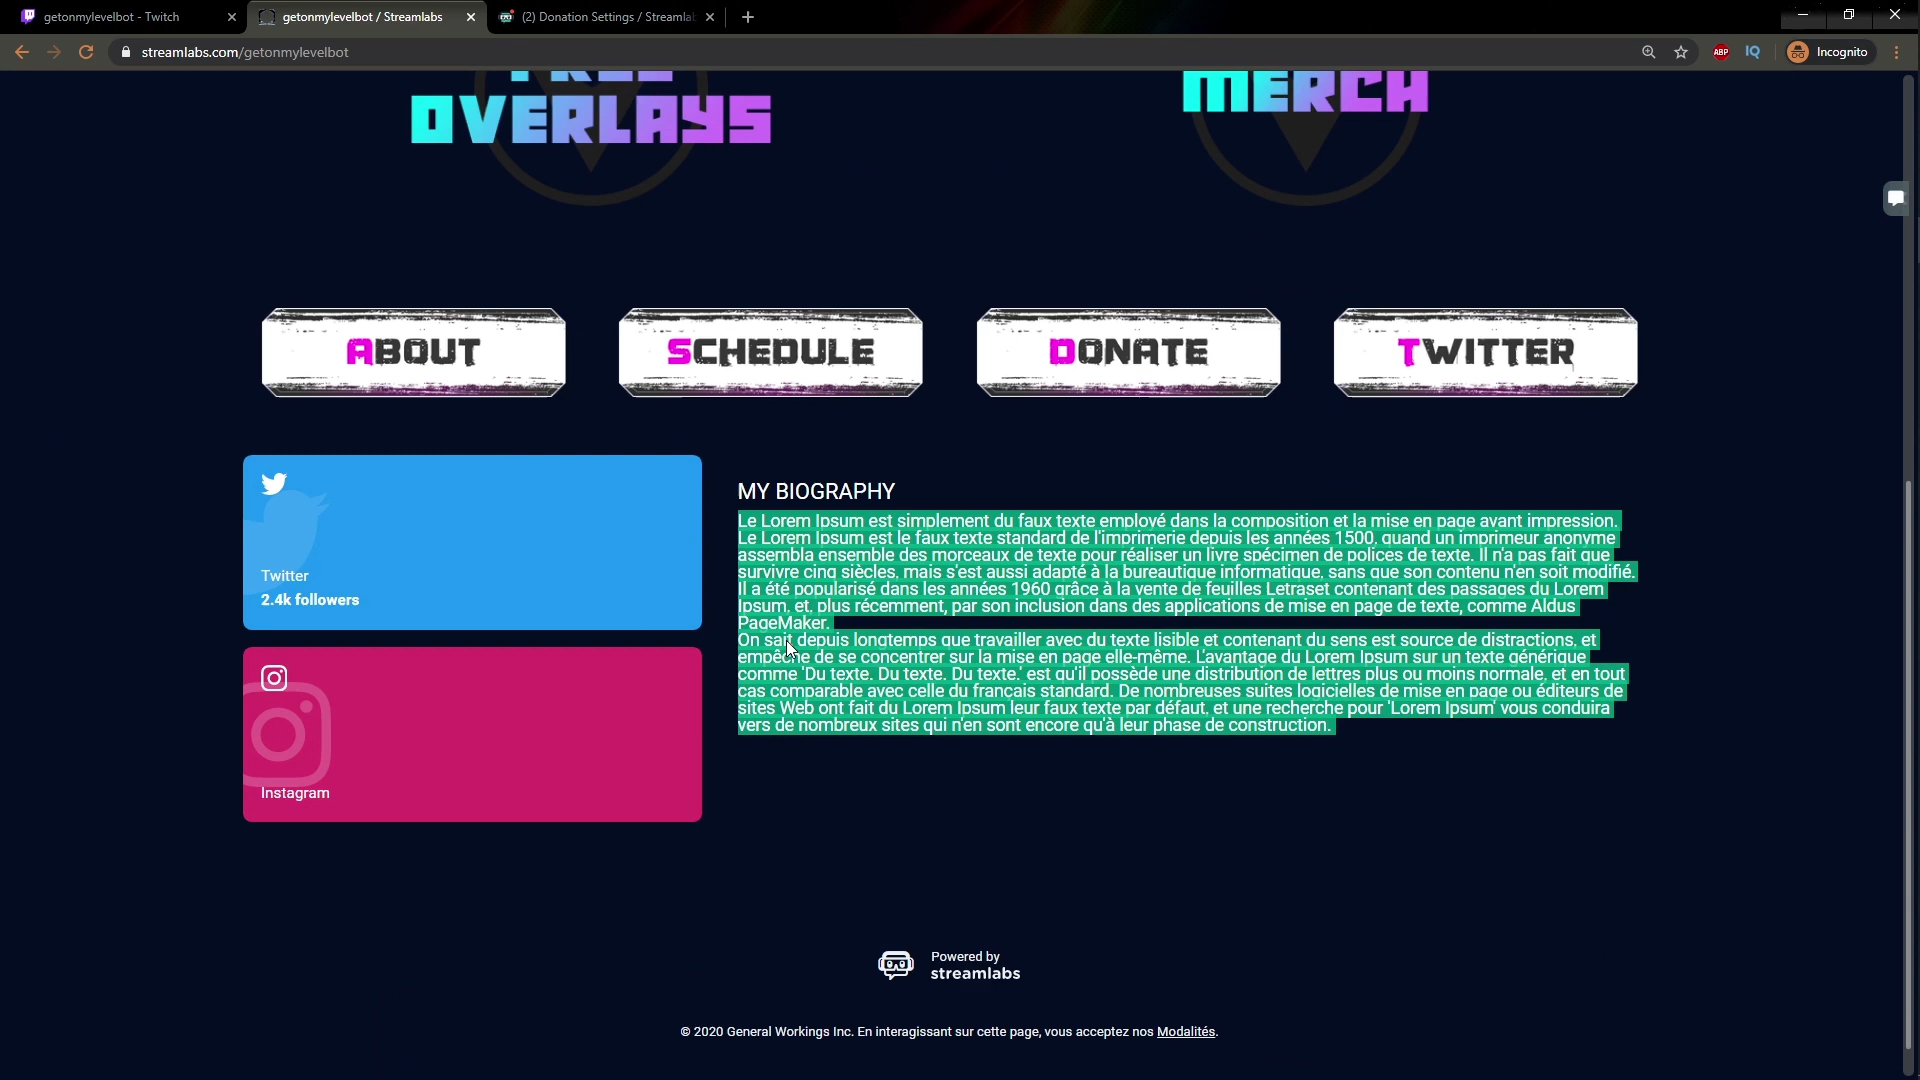 getonmylevelbot - Twitch
getonmylevelbot / Streamlabs
(2) Donation Settings / Streamla
streamlabs.com/getonmylevelbot
ABP
IQ
Incognito
OVERLAYS
MERCH
ABOUT
SCHEDULE
DONATE
TWITTER
Twitter
2.4k followers
Instagram
MY BIOGRAPHY
Le Lorem Ipsum est simplement du faux texte employé dans la composition et la mise en page avant impression.
Le Lorem Ipsum est le faux texte standard de l'imprimerie depuis les années 1500, quand un imprimeur anonyme
assembla ensemble des morceaux de texte pour réaliser un livre spécimen de polices de texte. Il n'a pas fait que
survivre cinq siècles, mais s'est aussi adapté à la bureautique informatique, sans que son contenu n'en soit modifié.
Il a été popularisé dans les années 1960 grâce à la vente de feuilles Letraset contenant des passages du Lorem
Ipsum, et, plus récemment, par son inclusion dans des applications de mise en page de texte, comme Aldus
PageMaker.
On sait depuis longtemps que travailler avec du texte lisible et contenant du sens est source de distractions, et
empêche de se concentrer sur la mise en page elle-même. L'avantage du Lorem Ipsum sur un texte générique
comme 'Du texte. Du texte. Du texte.' est qu'il possède une distribution de lettres plus ou moins normale, et en tout
cas comparable avec celle du français standard. De nombreuses suites logicielles de mise en page ou éditeurs de
sites Web ont fait du Lorem Ipsum leur faux texte par défaut, et une recherche pour 'Lorem Ipsum' vous conduira
vers de nombreux sites qui n'en sont encore qu'à leur phase de construction.
Powered by
streamlabs
© 2020 General Workings Inc. En interagissant sur cette page, vous acceptez nos Modalités.